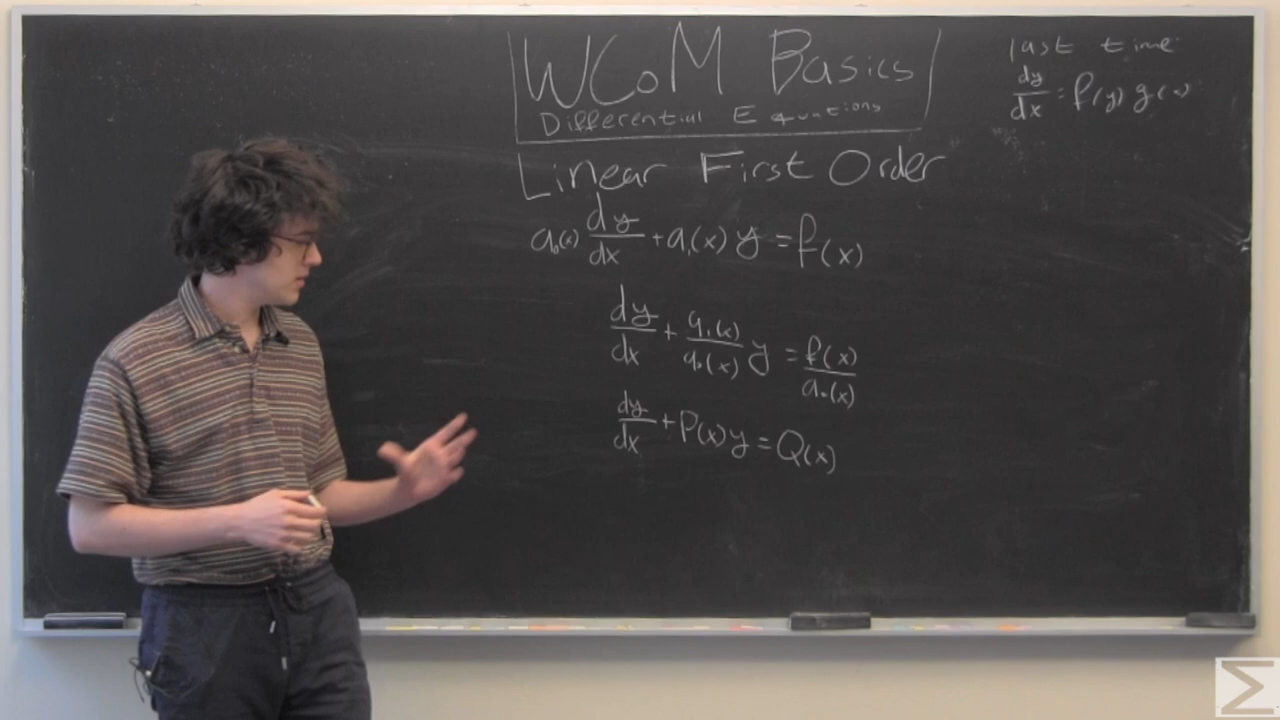 WCoM Basics
Differential Equations
Linear First Order
a₀(x) dy/dx + a₁(x) y = f(x)
dy/dx + a₁(x)/a₀(x) y = f(x)/a₀(x)
dy/dx + P(x)y = Q(x)
last time
dy/dx = f(y) g(x)
Σ